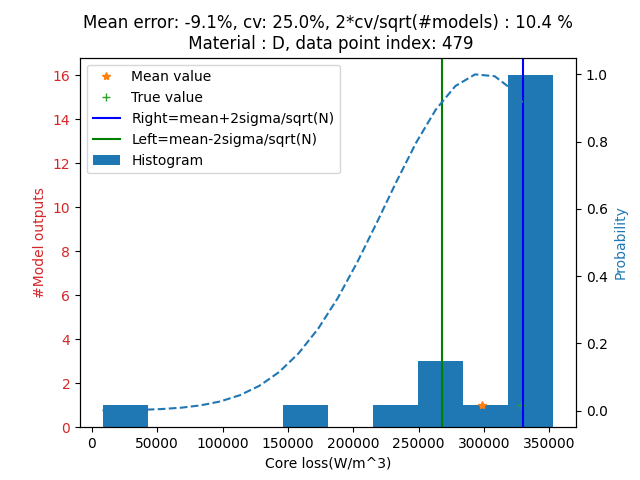 Mean error: -9.1%, cv: 25.0%, 2*cv/sqrt(#models) : 10.4 %
Material : D, data point index: 479
Mean value
True value
Right=mean+2sigma/sqrt(N)
Left=mean-2sigma/sqrt(N)
Histogram
#Model outputs
16
14
12
10
8
6
4
2
0
1.0
0.8
0.6
0.4
0.2
0.0
Probability
0 50000 100000 150000 200000 250000 300000 350000
Core loss(W/m^3)